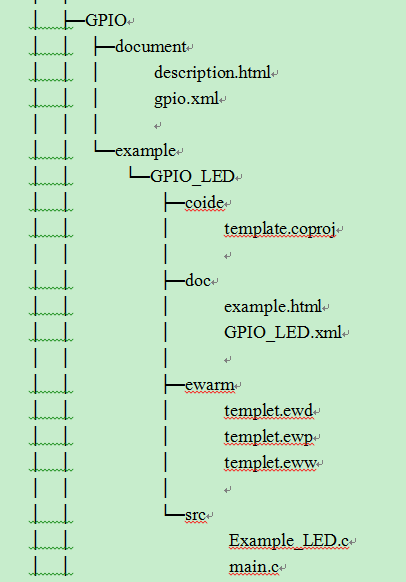 GPIO
document
description.html
gpio.xml
example
GPIO_LED
coide
template.coproj
doc
example.html
GPIO_LED.xml
ewarm
templet.ewd
templet.ewp
templet.eww
src
Example_LED.c
main.c